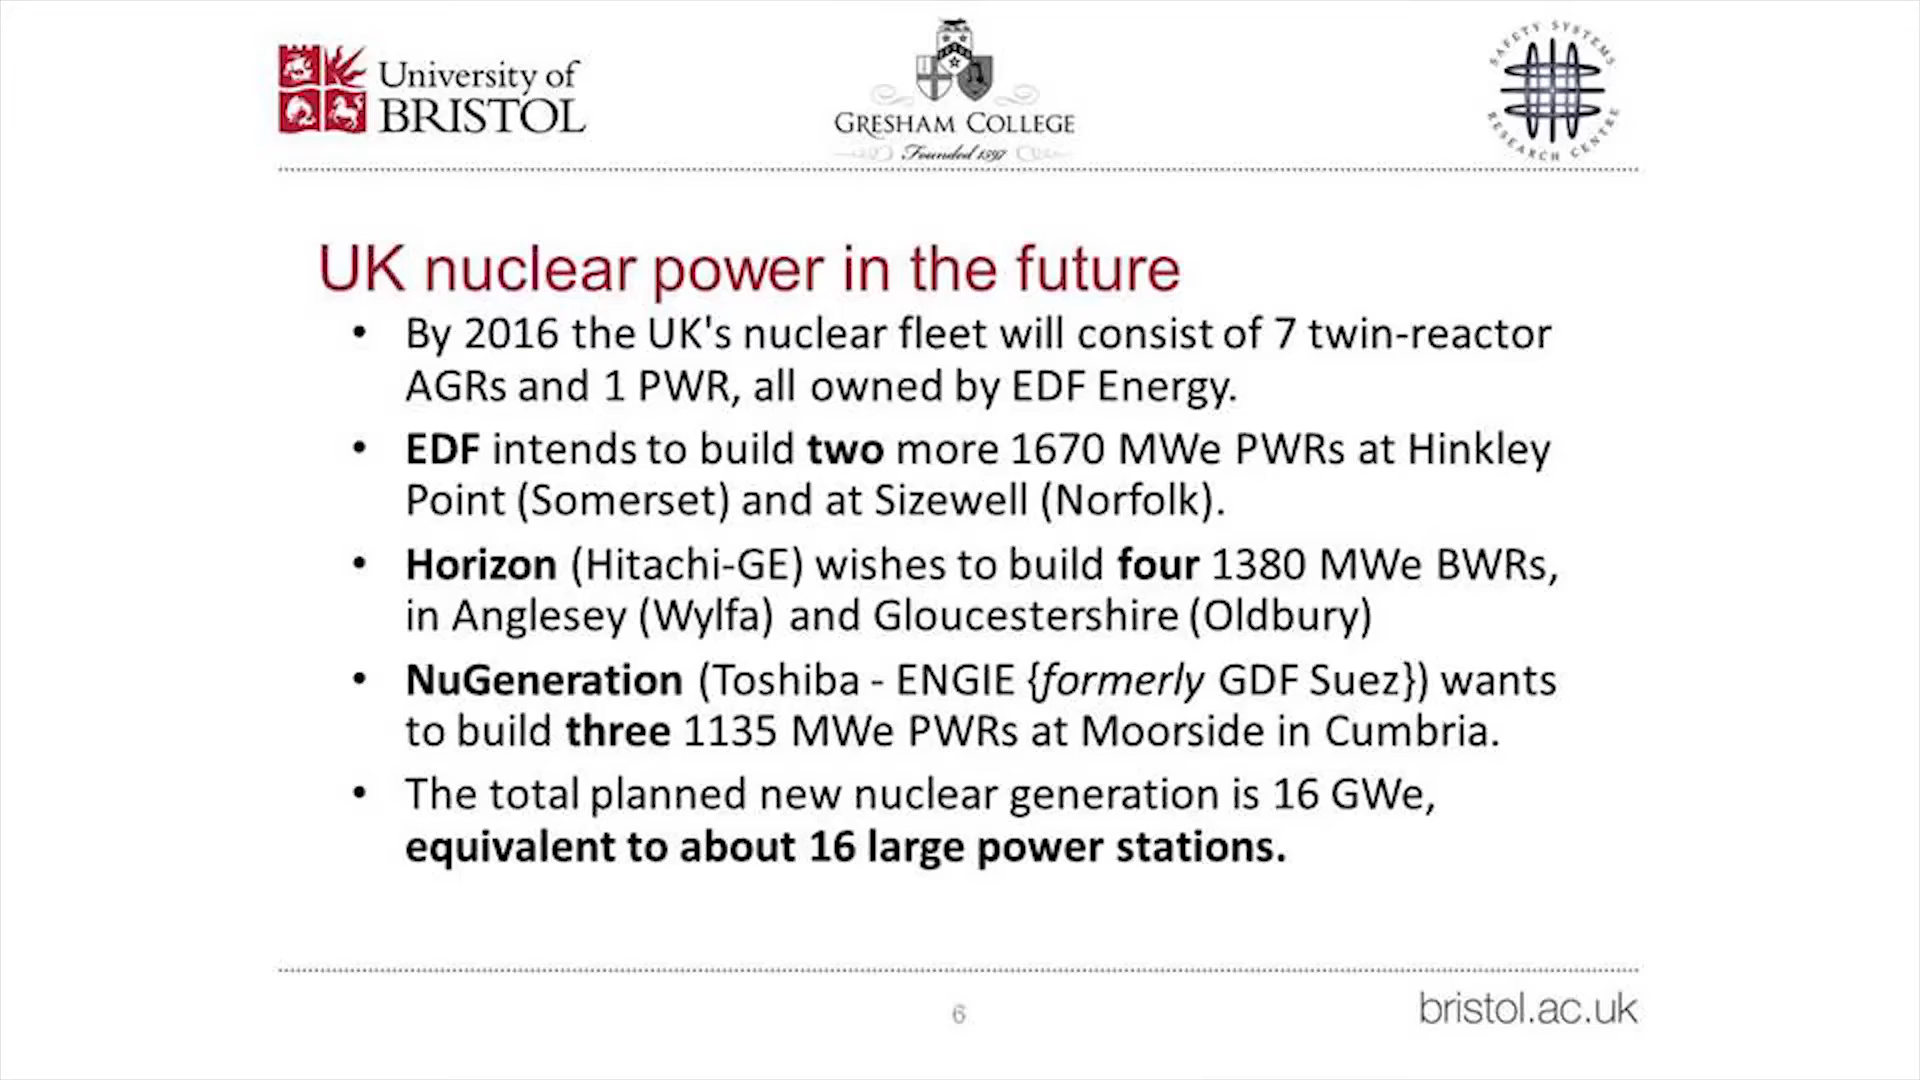 University of
BRISTOL
GRESHAM COLLEGE
Founded 1597
SAFETY SYSTEMS
RESEARCH CENTRE
UK nuclear power in the future
• By 2016 the UK's nuclear fleet will consist of 7 twin-reactor
AGRs and 1 PWR, all owned by EDF Energy.
• EDF intends to build two more 1670 MWe PWRs at Hinkley
Point (Somerset) and at Sizewell (Norfolk).
• Horizon (Hitachi-GE) wishes to build four 1380 MWe BWRs,
in Anglesey (Wylfa) and Gloucestershire (Oldbury)
• NuGeneration (Toshiba - ENGIE {formerly GDF Suez}) wants
to build three 1135 MWe PWRs at Moorside in Cumbria.
• The total planned new nuclear generation is 16 GWe,
equivalent to about 16 large power stations.
6
bristol.ac.uk